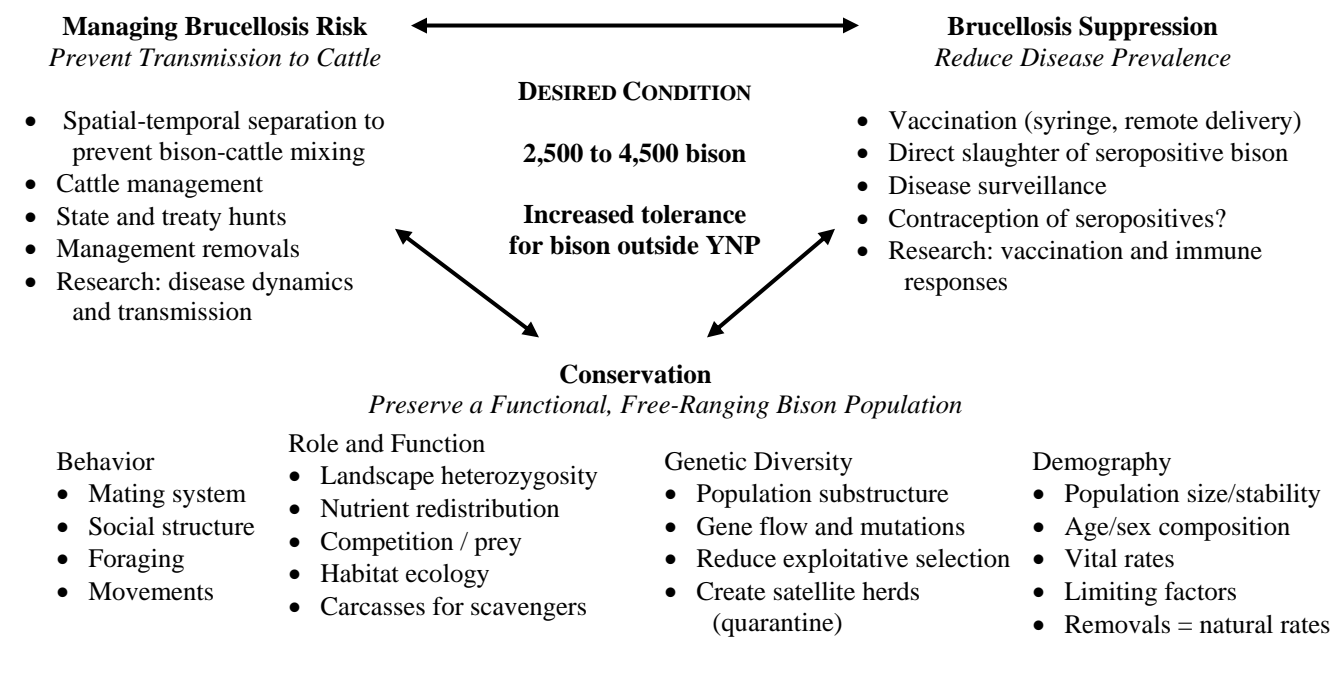 Managing Brucellosis Risk
Prevent Transmission to Cattle
• Spatial-temporal separation to
prevent bison-cattle mixing
• Cattle management
• State and treaty hunts
• Management removals
• Research: disease dynamics
and transmission
DESIRED CONDITION
2,500 to 4,500 bison
Increased tolerance
for bison outside YNP
Brucellosis Suppression
Reduce Disease Prevalence
• Vaccination (syringe, remote delivery)
• Direct slaughter of seropositive bison
• Disease surveillance
• Contraception of seropositives?
• Research: vaccination and immune
responses
Conservation
Preserve a Functional, Free-Ranging Bison Population
Behavior
• Mating system
• Social structure
• Foraging
• Movements
Role and Function
• Landscape heterozygosity
• Nutrient redistribution
• Competition / prey
• Habitat ecology
• Carcasses for scavengers
Genetic Diversity
• Population substructure
• Gene flow and mutations
• Reduce exploitative selection
• Create satellite herds
(quarantine)
Demography
• Population size/stability
• Age/sex composition
• Vital rates
• Limiting factors
• Removals = natural rates